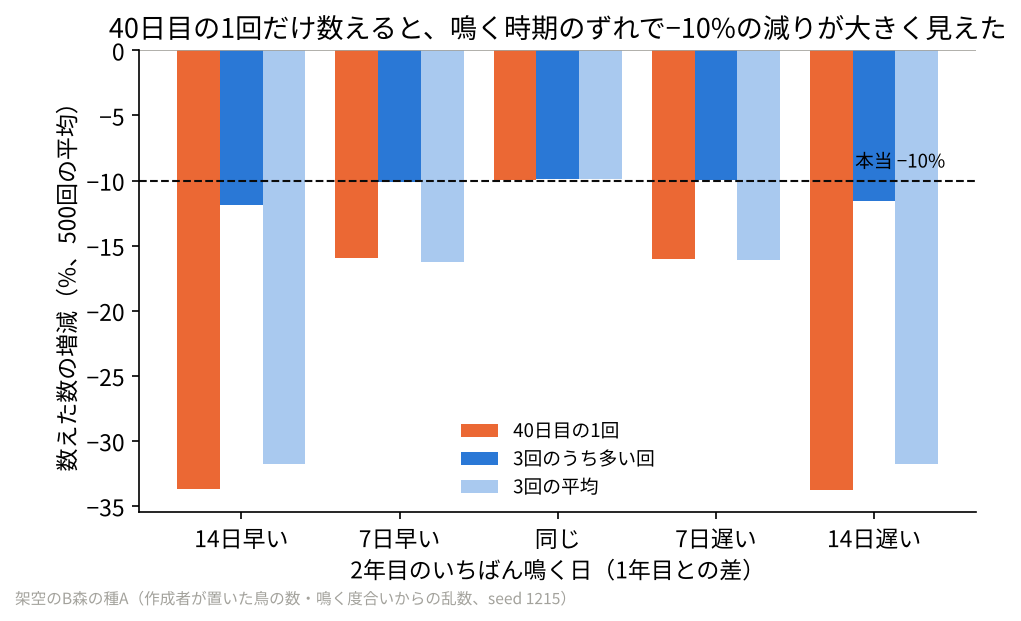 40日目の1回だけ数えると、鳴く時期のずれで−10%の減りが大きく見えた
数えた数の増減（%、500回の平均）
0
−5
−10
−15
−20
−25
−30
−35
本当 −10%
40日目の1回
3回のうち多い回
3回の平均
14日早い
7日早い
同じ
7日遅い
14日遅い
2年目のいちばん鳴く日（1年目との差）
架空のB森の種A（作成者が置いた鳥の数・鳴く度合いからの乱数、seed 1215）